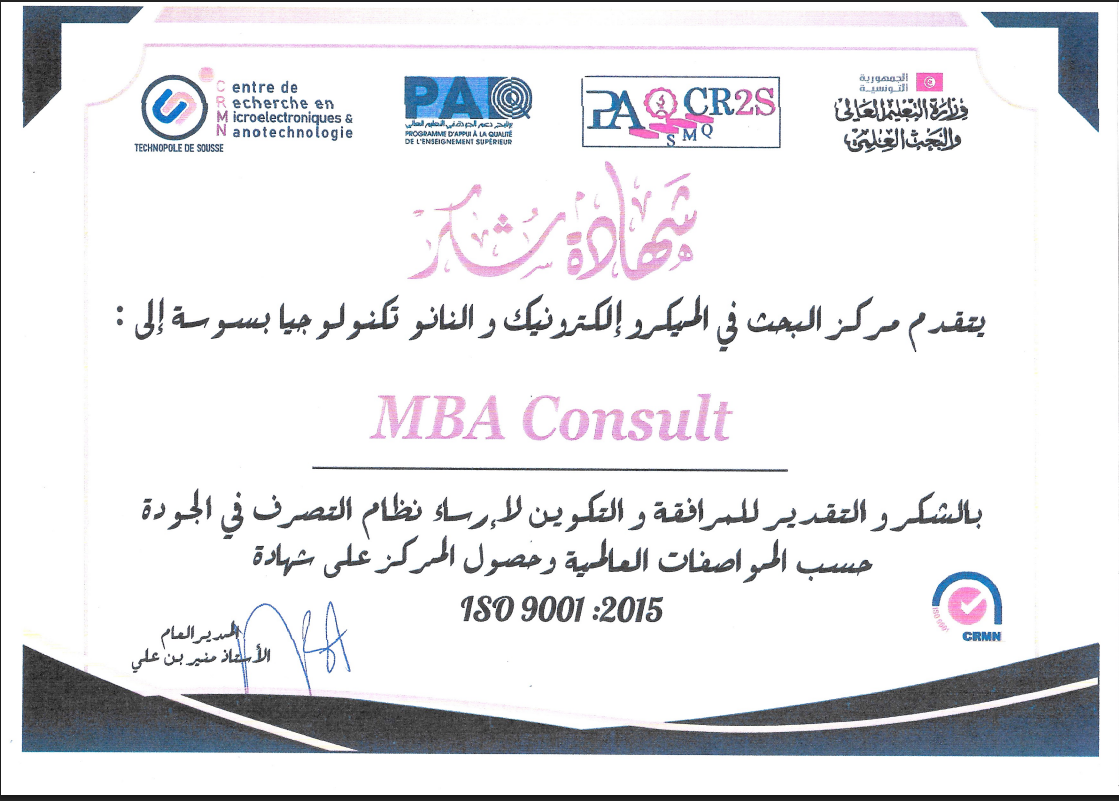 Centre de
Recherche en
Microelectroniques &
Nanotechnologie
TECHNOPOLE DE SOUSSE
PAQ
برنامج دعم الجودة في التعليم العالي
PROGRAMME D'APPUI À LA QUALITÉ
DE L'ENSEIGNEMENT SUPÉRIEUR
PAQ CR2S
SMQ
الجمهورية
التونسية
وزارة التعليم العالي
والبحث العلمي
شهادة شكر
يتقدم مركز البحث في الميكرو إلكترونيك و النانو تكنولوجيا بسوسة إلى :
MBA Consult
بالشكر و التقدير للمرافقة و التكوين لإرساء نظام التصرف في الجودة
حسب المواصفات العالمية وحصول المركز على شهادة
ISO 9001 :2015
المدير العام
الأستاذ منير بن علي
ISO 9001
CRMN